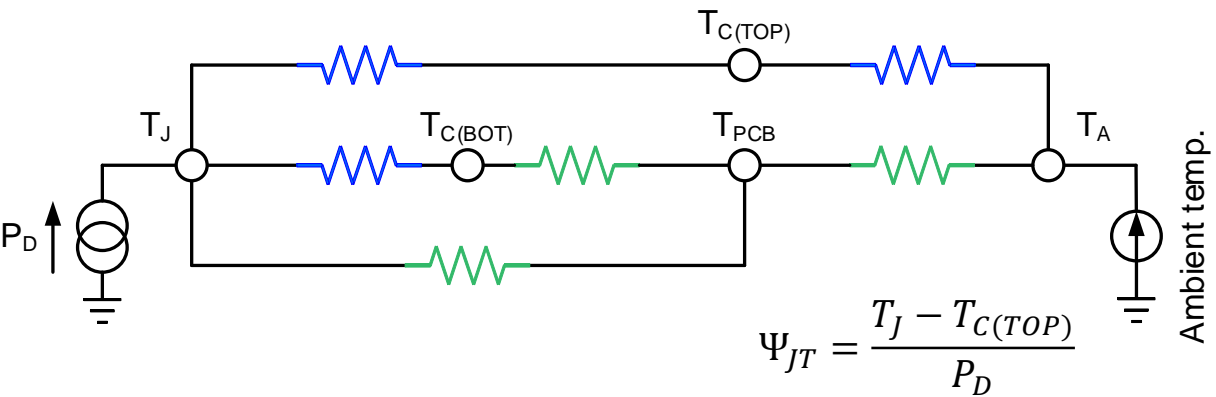 T_C(TOP)
T_J
T_C(BOT)
T_PCB
T_A
P_D
Ambient temp.
Ψ_JT = (T_J − T_C(TOP)) / P_D